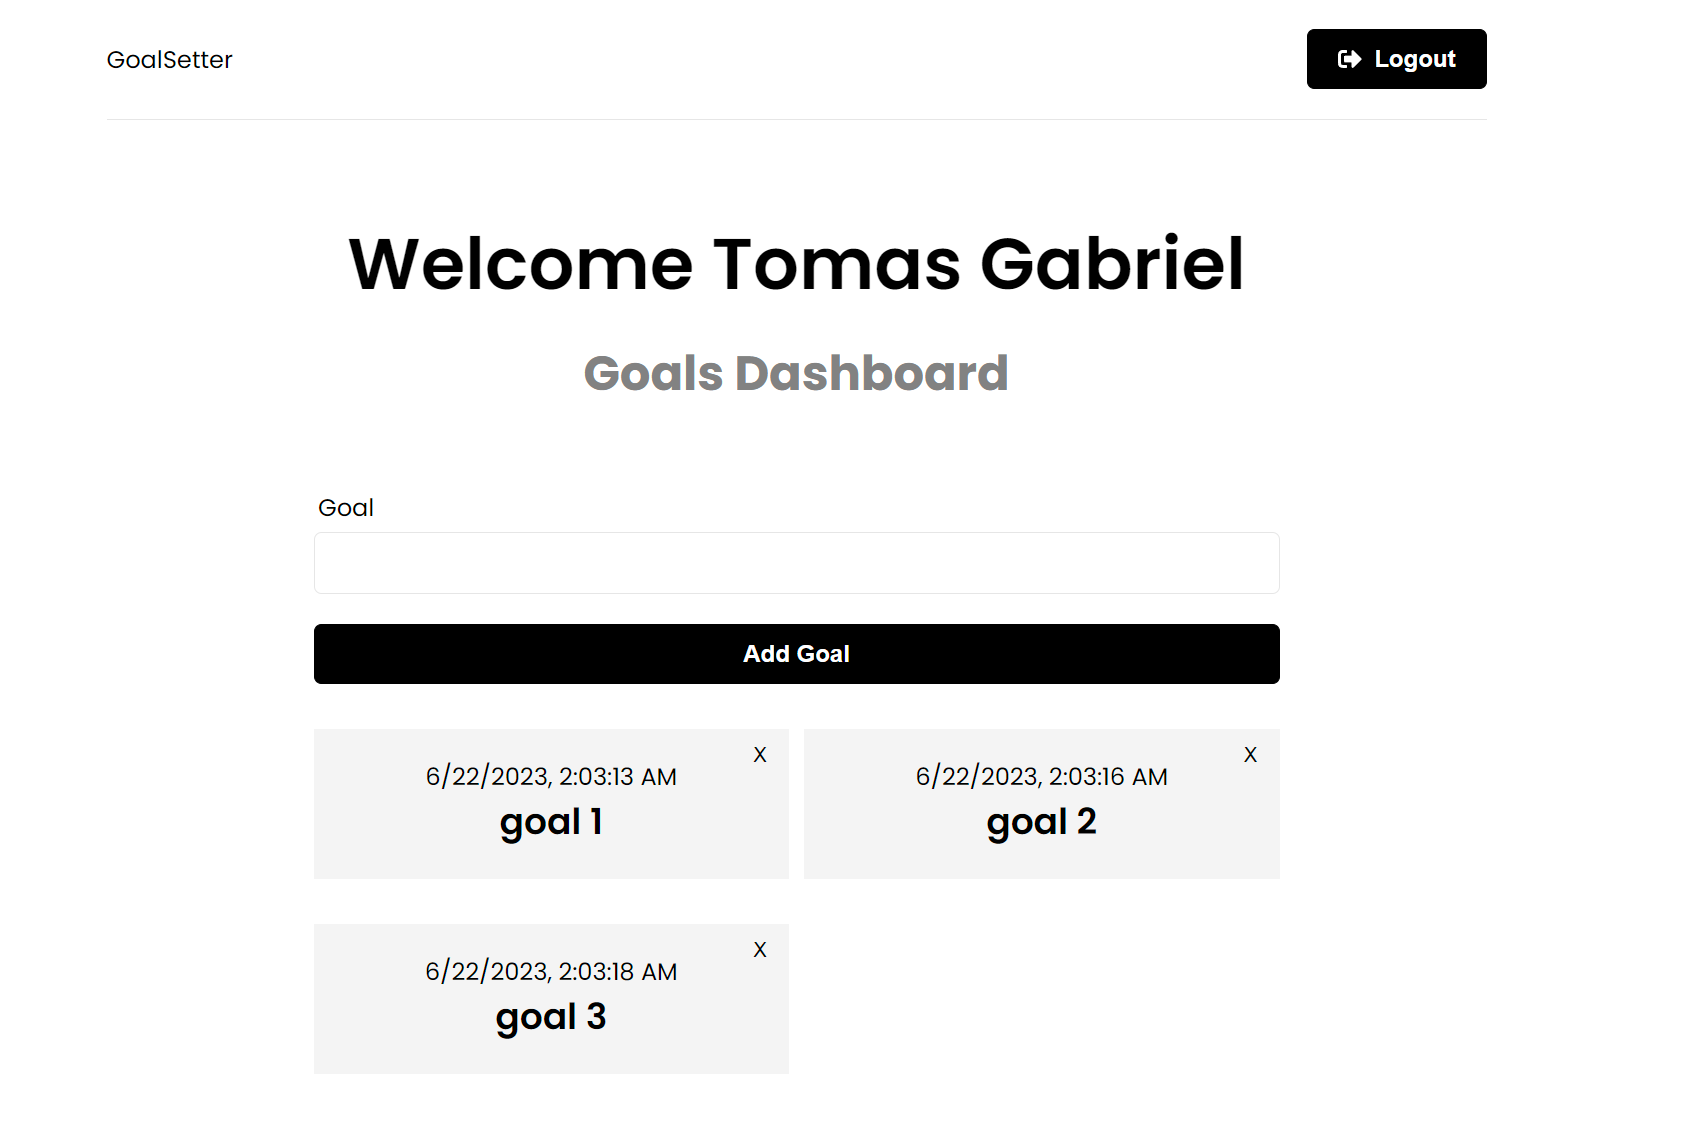 GoalSetter
Logout
Welcome Tomas Gabriel
Goals Dashboard
Goal
Add Goal
X
6/22/2023, 2:03:13 AM
goal 1
X
6/22/2023, 2:03:16 AM
goal 2
X
6/22/2023, 2:03:18 AM
goal 3